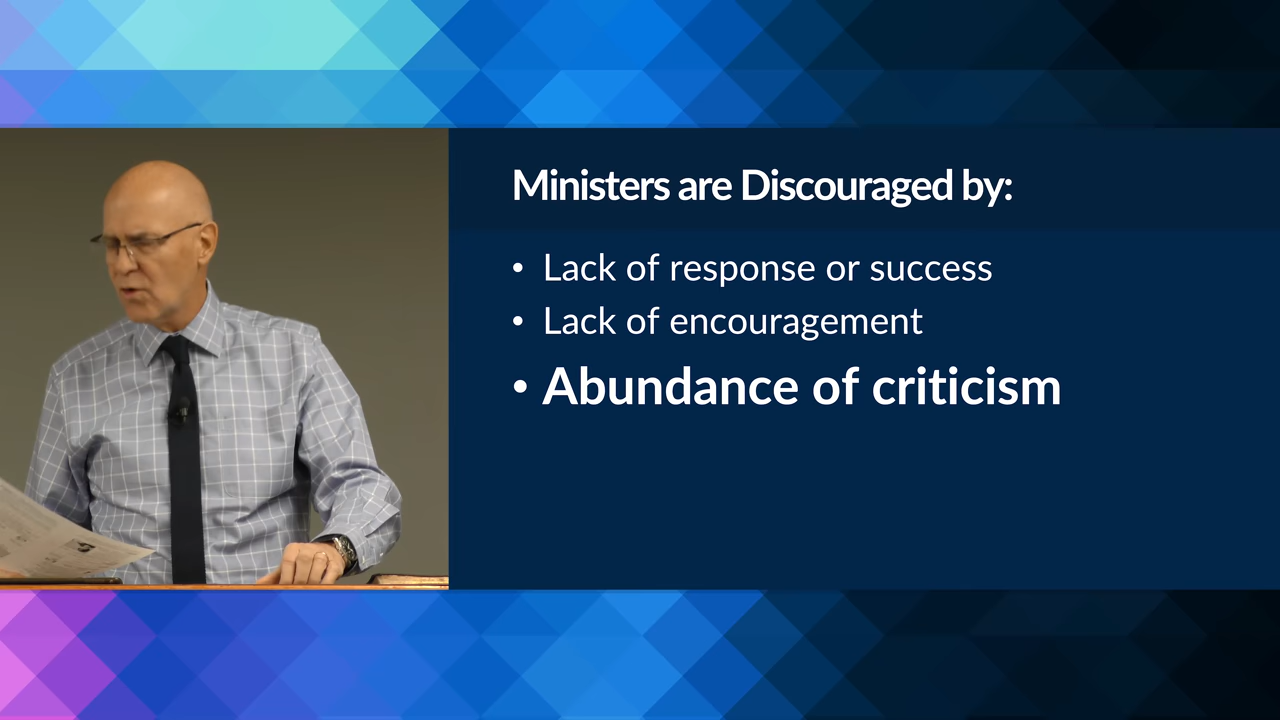 Ministers are Discouraged by:
• Lack of response or success
• Lack of encouragement
• Abundance of criticism